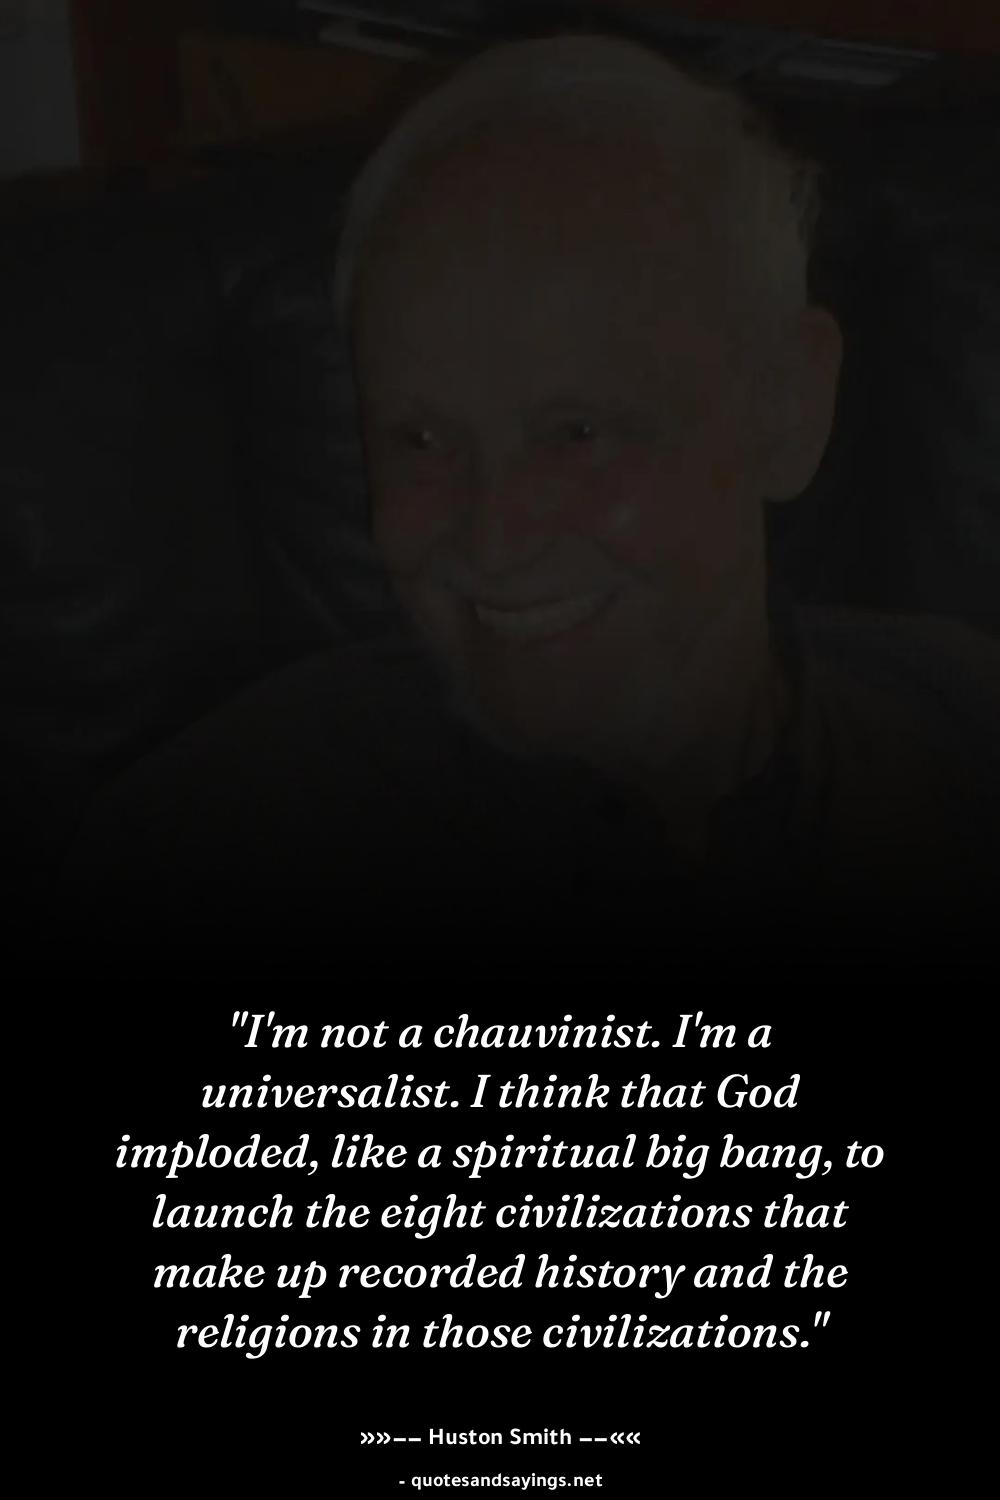 "I'm not a chauvinist. I'm a
universalist. I think that God
imploded, like a spiritual big bang, to
launch the eight civilizations that
make up recorded history and the
religions in those civilizations."
»»–– Huston Smith ––««
- quotesandsayings.net